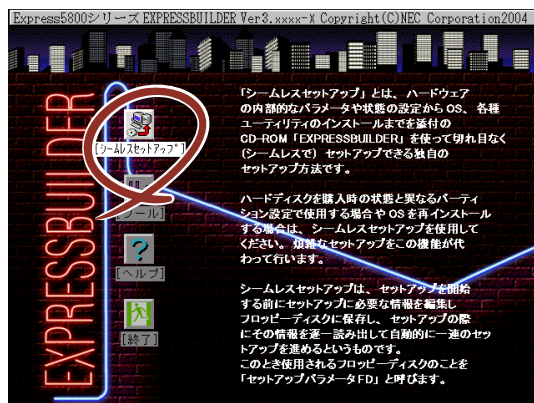 Express5800シリーズ EXPRESSBUILDER Ver3.xxxx-X Copyright(C)NEC Corporation2004
EXPRESSBUILDER
[シームレスセットアップ]
[ツール]
[ヘルプ]
[終了]
「シームレスセットアップ」とは、ハードウェア
の内部的なパラメータや状態の設定からOS、各種
ユーティリティのインストールまでを添付の
CD-ROM「EXPRESSBUILDER」を使って切れ目なく
(シームレスで) セットアップできる独自の
セットアップ方法です。
ハードディスクを購入時の状態と異なるパーティ
ション設定で使用する場合やOSを再インストール
する場合は、シームレスセットアップを使用して
ください。煩雑なセットアップをこの機能が代
わって行います。
シームレスセットアップは、セットアップを開始
する前にセットアップに必要な情報を編集し
フロッピーディスクに保存し、セットアップの際
にその情報を逐一読み出して自動的に一連のセッ
トアップを進めるというものです。
このとき使用されるフロッピーディスクのことを
「セットアップパラメータFD」と呼びます。